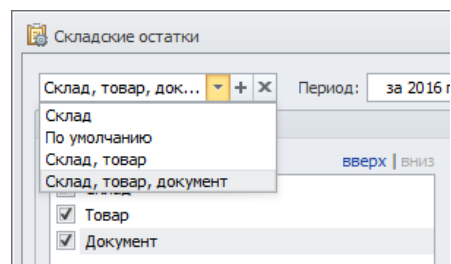 Складские остатки
Склад, товар, док... Период: за 2016
Склад
По умолчанию
Склад, товар
вверх | вниз
Склад, товар, документ
Товар
Документ